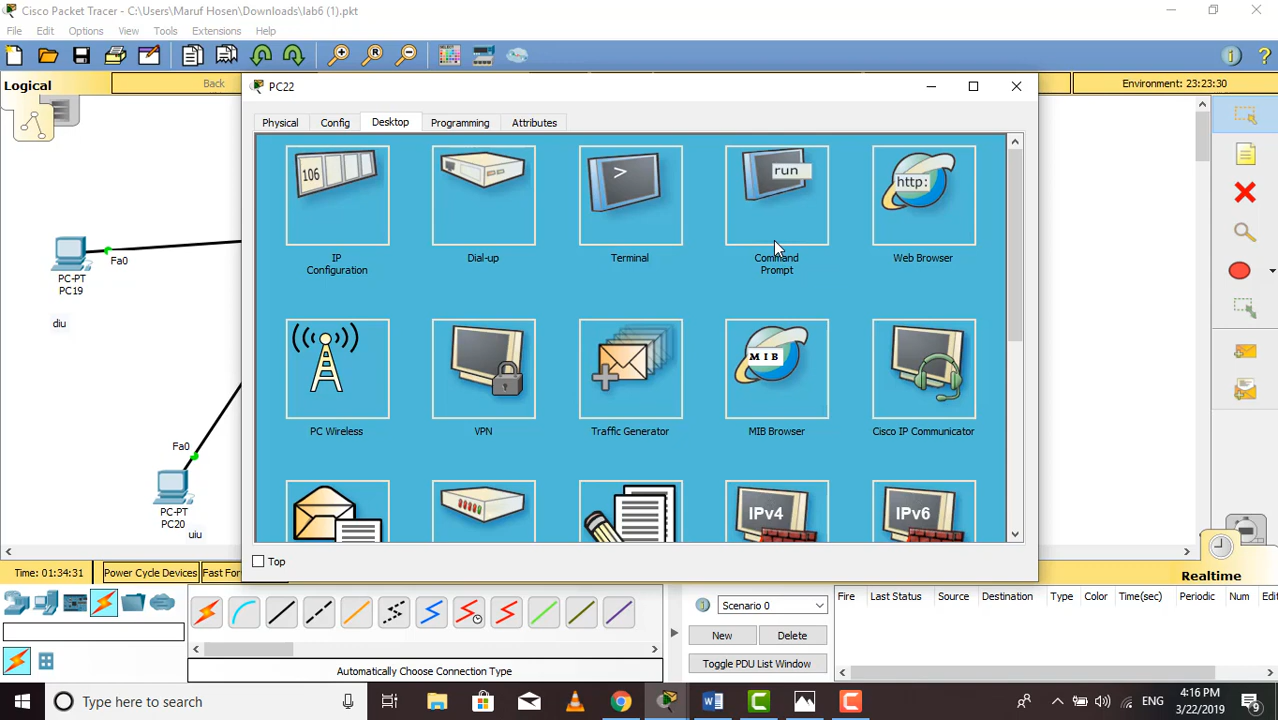 Cisco Packet Tracer - C:\Users\Maruf Hosen\Downloads\lab6 (1).pkt
File Edit Options View Tools Extensions Help
Logical
Back
Environment: 23:23:30
PC22
Physical Config Desktop Programming Attributes
106
>
run
http:
IP
Configuration
Dial-up
Terminal
Command
Prompt
Web Browser
MIB
PC Wireless
VPN
Traffic Generator
MIB Browser
Cisco IP Communicator
IPv4
IPv6
Top
Fa0
PC-PT
PC19
diu
Fa0
PC-PT
PC20
uiu
Time: 01:34:31
Power Cycle Devices
Fast For
Realtime
Automatically Choose Connection Type
Scenario 0
New
Delete
Toggle PDU List Window
Fire Last Status Source Destination Type Color Time(sec) Periodic Num Edit
Type here to search
ENG
4:16 PM
3/22/2019
9